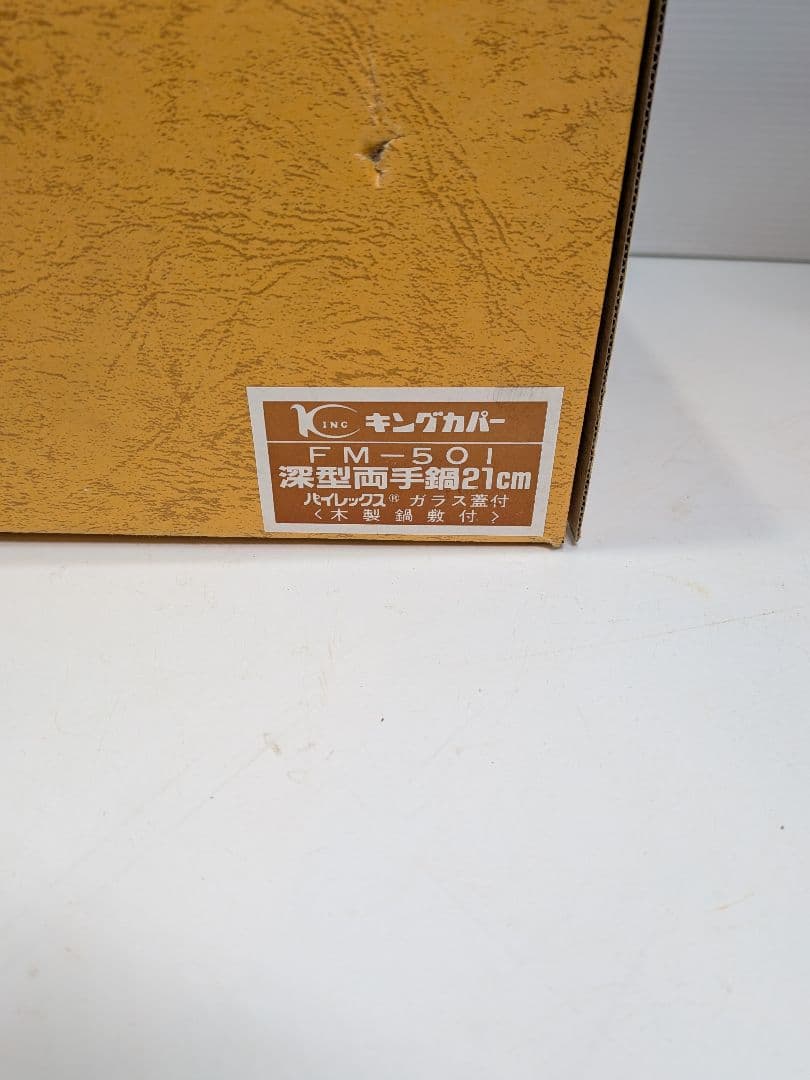 KING キングカパー
FM-501
深型両手鍋21cm
パイレックス® ガラス蓋付
<木製鍋敷付>